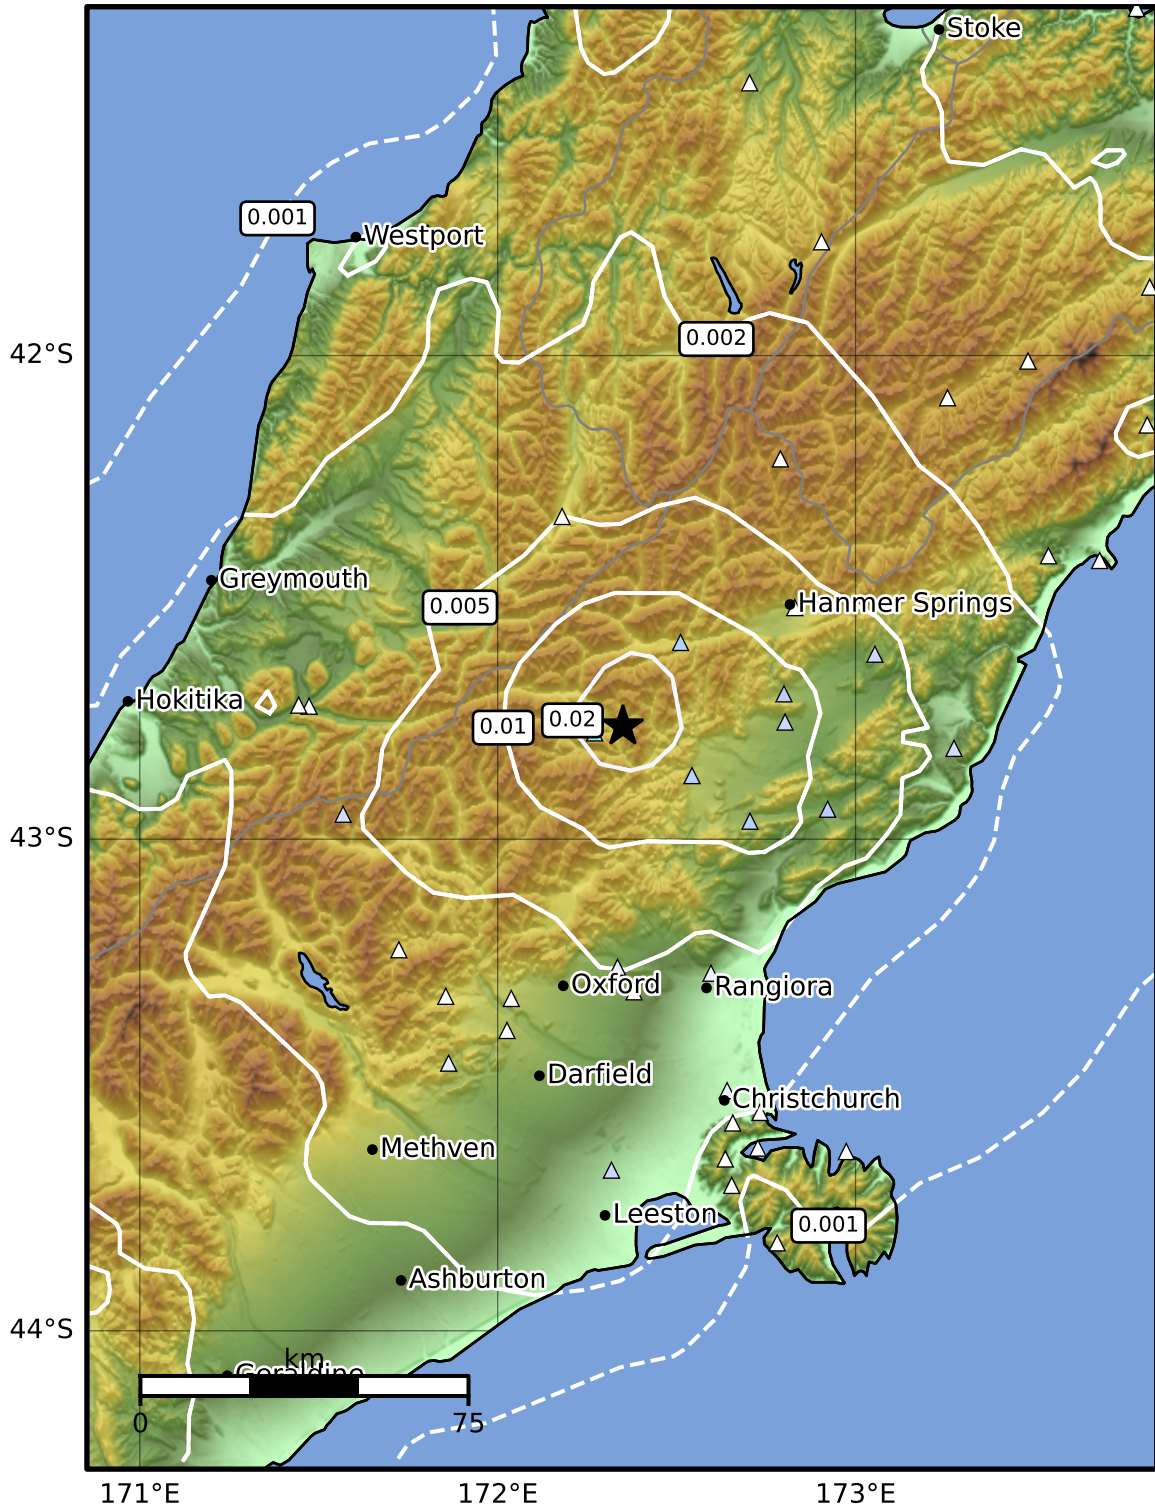 Stoke
0.001
Westport
0.002
42°S
Greymouth
0.005
Hanmer Springs
Hokitika
0.01
0.02
43°S
Oxford
Rangiora
Darfield
Christchurch
Methven
Leeston
0.001
Ashburton
44°S
km
Geraldine
0
75
171°E
172°E
173°E